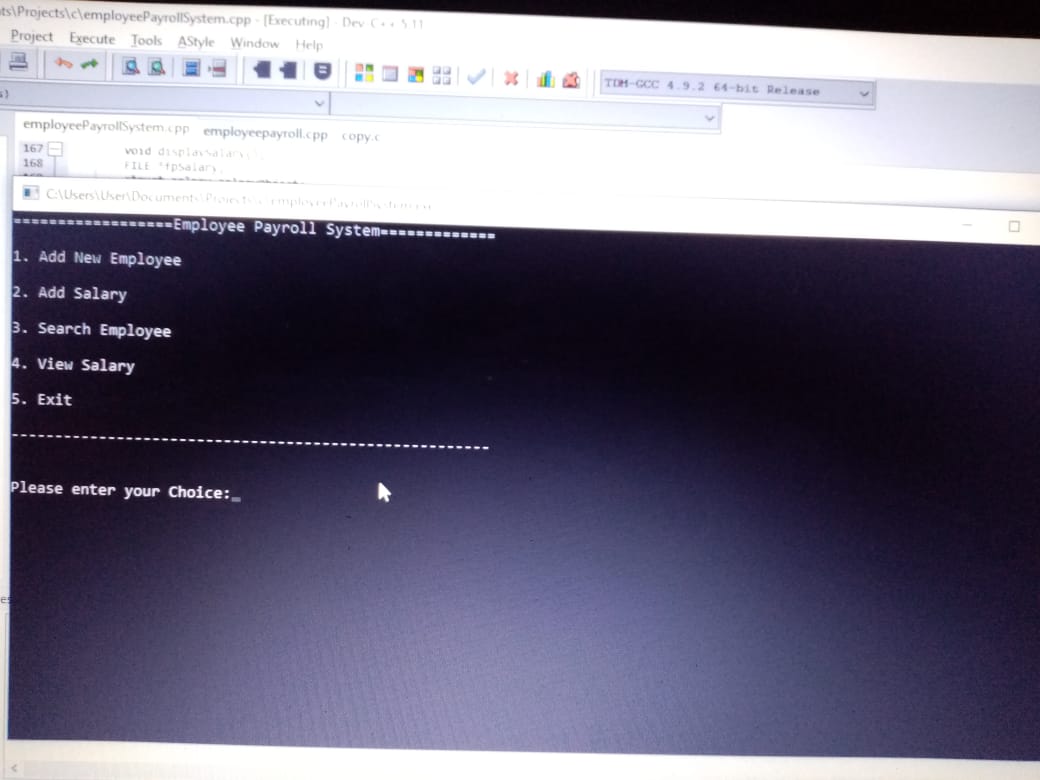 ts\Projects\c\employeePayrollSystem.cpp - [Executing] - Dev-C++ 5.11
Project Execute Tools AStyle Window Help
TDM-GCC 4.9.2 64-bit Release
s)
employeePayrollSystem.cpp employeepayroll.cpp copy.c
167 void displaySalary();
168 FILE *fpSalary;
C:\Users\User\Documents\Projects\c\employeePayrollSystem.exe
==================Employee Payroll System=============
1. Add New Employee
2. Add Salary
3. Search Employee
4. View Salary
5. Exit
------------------------------------------------------
Please enter your Choice:_
es